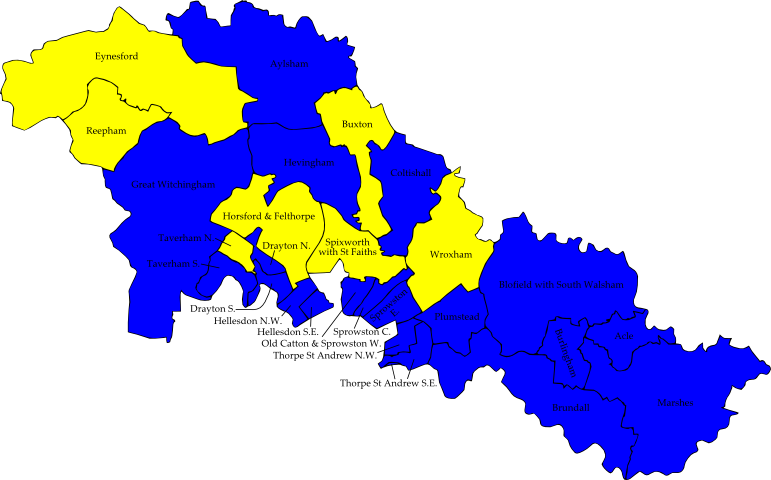 Eynesford
Aylsham
Reepham
Buxton
Hevingham
Coltishall
Great Witchingham
Horsford & Felthorpe
Taverham N.
Drayton N.
Spixworth
with St Faiths
Wroxham
Taverham S.
Blofield with South Walsham
Drayton S.
Hellesdon N.W.
Hellesdon S.E.
Sprowston
E.
Plumstead
Sprowston C.
Old Catton & Sprowston W.
Thorpe St Andrew N.W.
Thorpe St Andrew S.E.
Burlingham
Acle
Brundall
Marshes